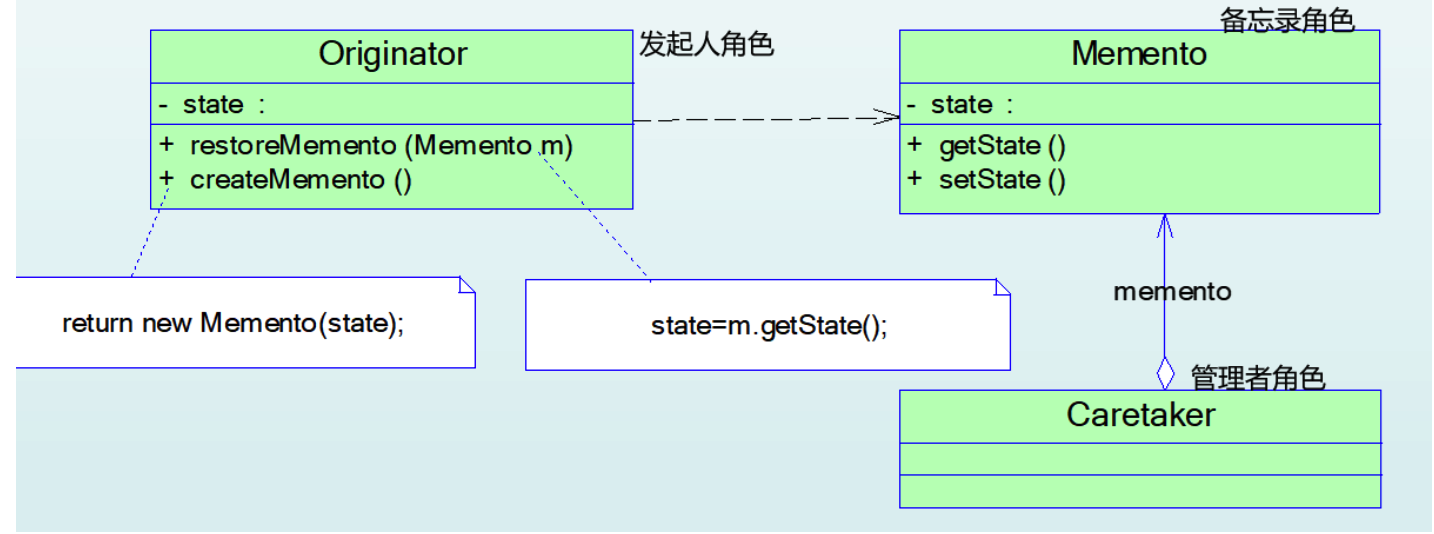 备忘录角色
Originator
发起人角色
Memento
- state :
- state :
+ restoreMemento (Memento m)
+ createMemento ()
+ getState ()
+ setState ()
return new Memento(state);
state=m.getState();
memento
管理者角色
Caretaker